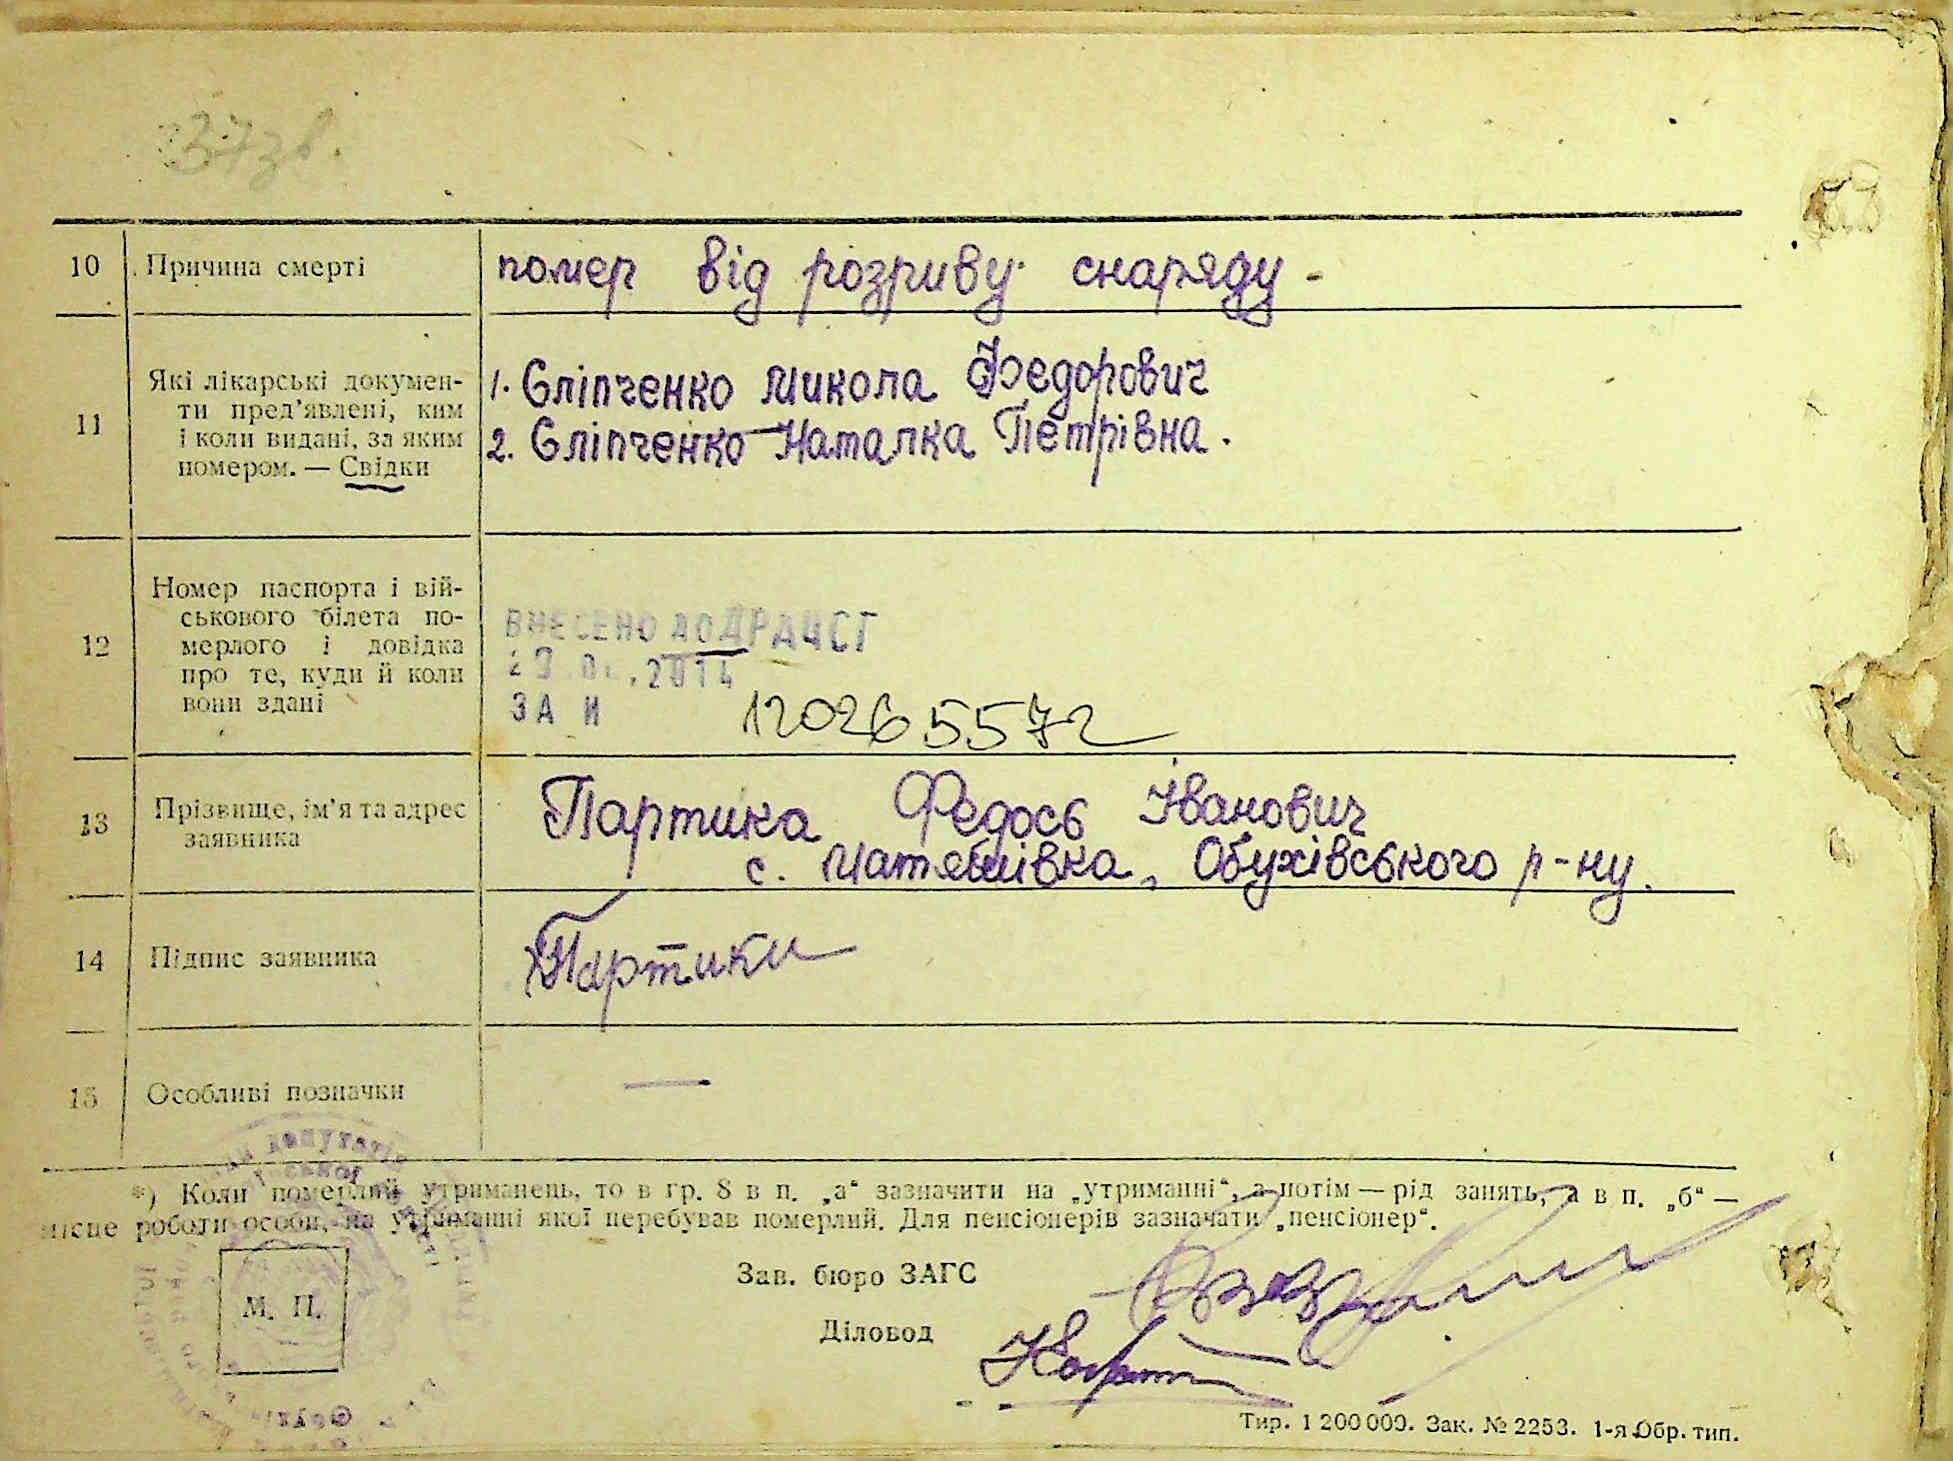 37зв.
10 Причина смерті
помер від розриву снаряду -
11 Які лікарські докумен-
ти пред'явлені, ким
і коли видані, за яким
номером. — Свідки
1. Сліпченко Микола Федорович
2. Сліпченко Наталка Петрівна.
12 Номер паспорта і вій-
ськового білета по-
мерлого і довідка
про те, куди й коли
вони здані
ВНЕСЕНО ДО ДРАЦСГ
2014
ЗА И 1202655 72
13 Прізвище, ім'я та адрес
заявника
Партика Федось Іванович
с. Обухівського р-ну.
14 Підпис заявника
Партики
15 Особливі позначки
—
*) Коли померлий утриманець, то в гр. 8 в п. „а“ зазначити на „утриманні“, а потім — рід занять, а в п. „б“ —
місце роботи особи, на утриманні якої перебував померлий. Для пенсіонерів зазначати „пенсіонер“.
Зав. бюро ЗАГС
М. П.
Діловод
Тир. 1 200 000. Зак. № 2253. 1-я Обр. тип.